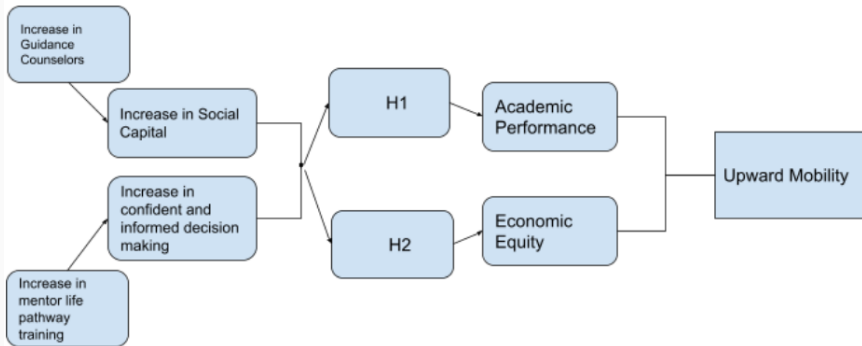 Increase in
Guidance
Counselors
Increase in Social
Capital
Increase in
confident and
informed decision
making
Increase in
mentor life
pathway
training
H1
H2
Academic
Performance
Economic
Equity
Upward Mobility